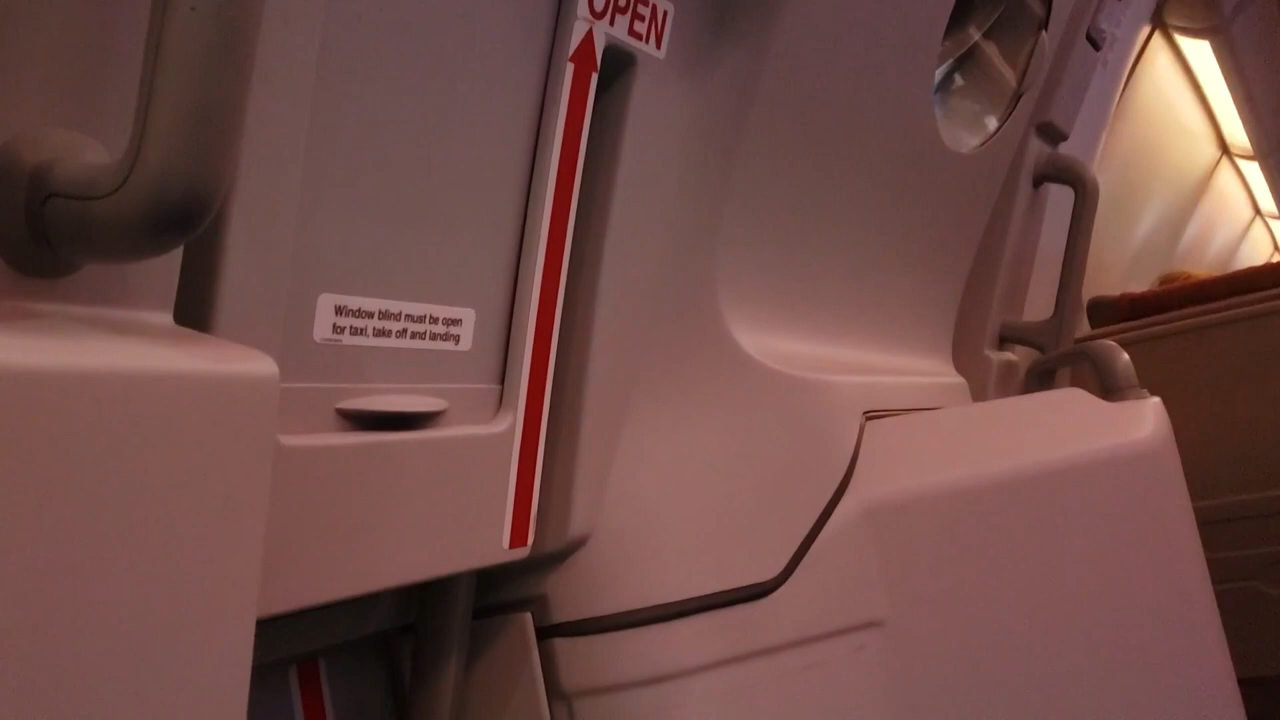 OPEN
Window blind must be open
for taxi, take off and landing